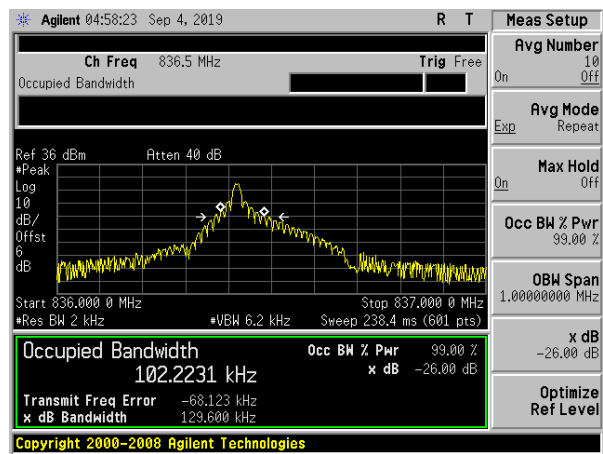 Agilent 04:58:23 Sep 4, 2019 R T
Meas Setup
Ch Freq 836.5 MHz Trig Free
Occupied Bandwidth
Avg Number
10
On Off
Avg Mode
Exp Repeat
Max Hold
On Off
Occ BW % Pwr
99.00 %
OBW Span
1.00000000 MHz
x dB
-26.00 dB
Optimize
Ref Level
Ref 36 dBm Atten 40 dB
#Peak
Log
10
dB/
Offst
6
dB
Start 836.000 0 MHz Stop 837.000 0 MHz
#Res BW 2 kHz #VBW 6.2 kHz Sweep 238.4 ms (601 pts)
Occupied Bandwidth Occ BW % Pwr 99.00 %
102.2231 kHz x dB -26.00 dB
Transmit Freq Error -68.123 kHz
x dB Bandwidth 129.600 kHz
Copyright 2000-2008 Agilent Technologies